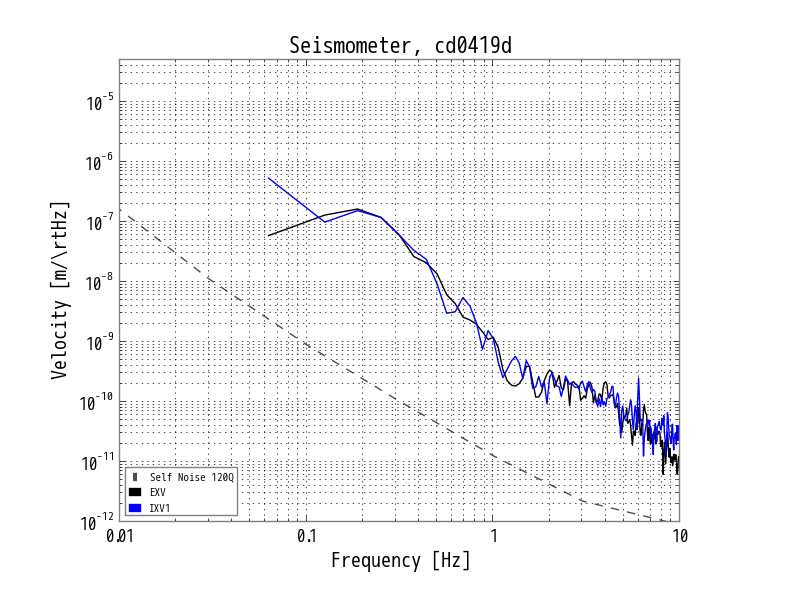 Seismometer, cd0419d
Velocity [m/\rtHz]
10^-5
10^-6
10^-7
10^-8
10^-9
10^-10
10^-11
10^-12
Self Noise 120Q
EXV
IXV1
0.01 0.1 1 10
Frequency [Hz]